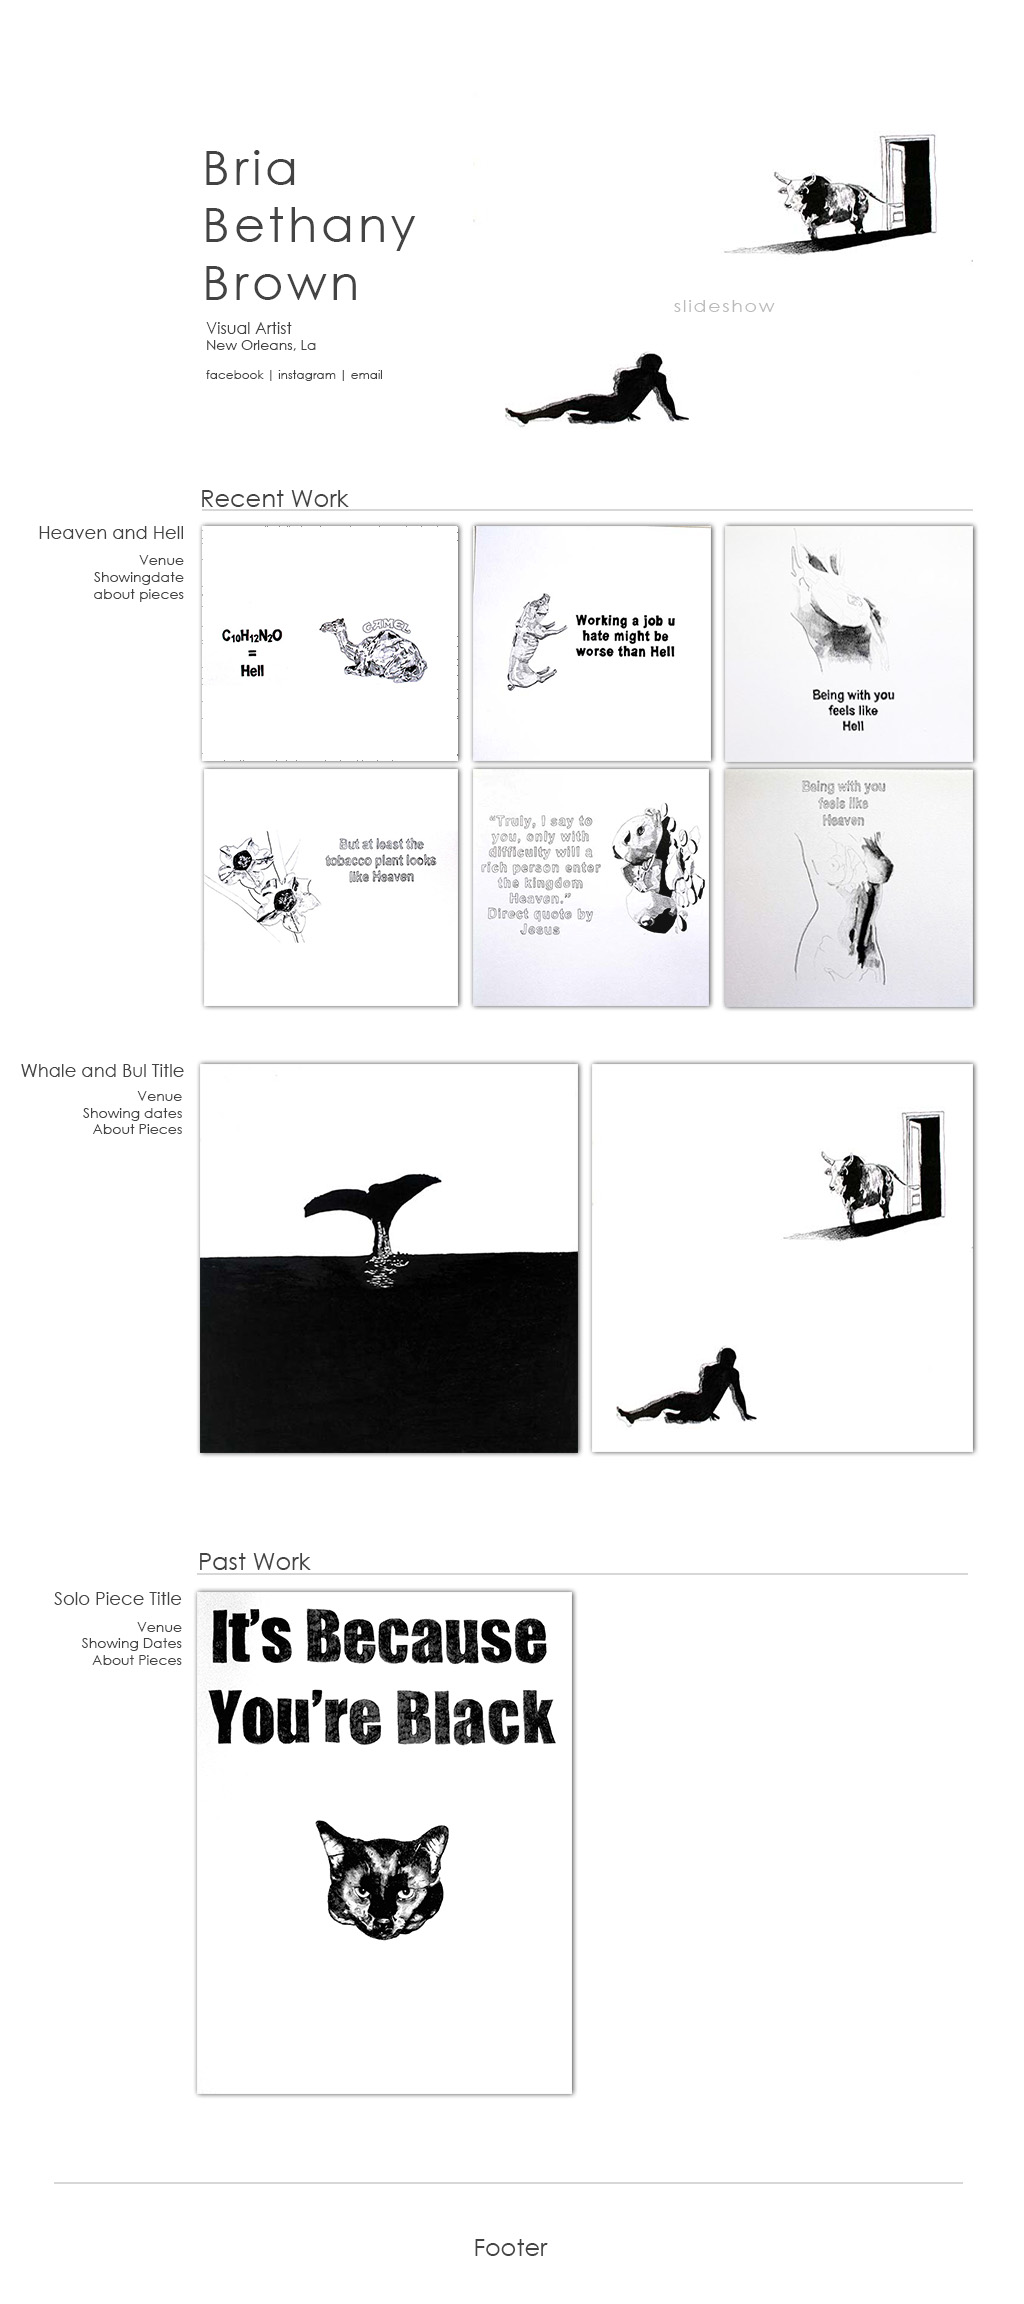 Bria
Bethany
Brown
Visual Artist
New Orleans, La
facebook | instagram | email
slideshow
Recent Work
Heaven and Hell
Venue
Showingdate
about pieces
C₁₀H₁₂N₂O
=
Hell
CAMEL
Working a job u
hate might be
worse than Hell
Being with you
feels like
Hell
But at least the
tobacco plant looks
like Heaven
"Truly, I say to
you, only with
difficulty will a
rich person enter
the kingdom
Heaven."
Direct quote by
Jesus
Being with you
feels like
Heaven
Whale and Bul Title
Venue
Showing dates
About Pieces
Past Work
Solo Piece Title
Venue
Showing Dates
About Pieces
It's Because
You're Black
Footer